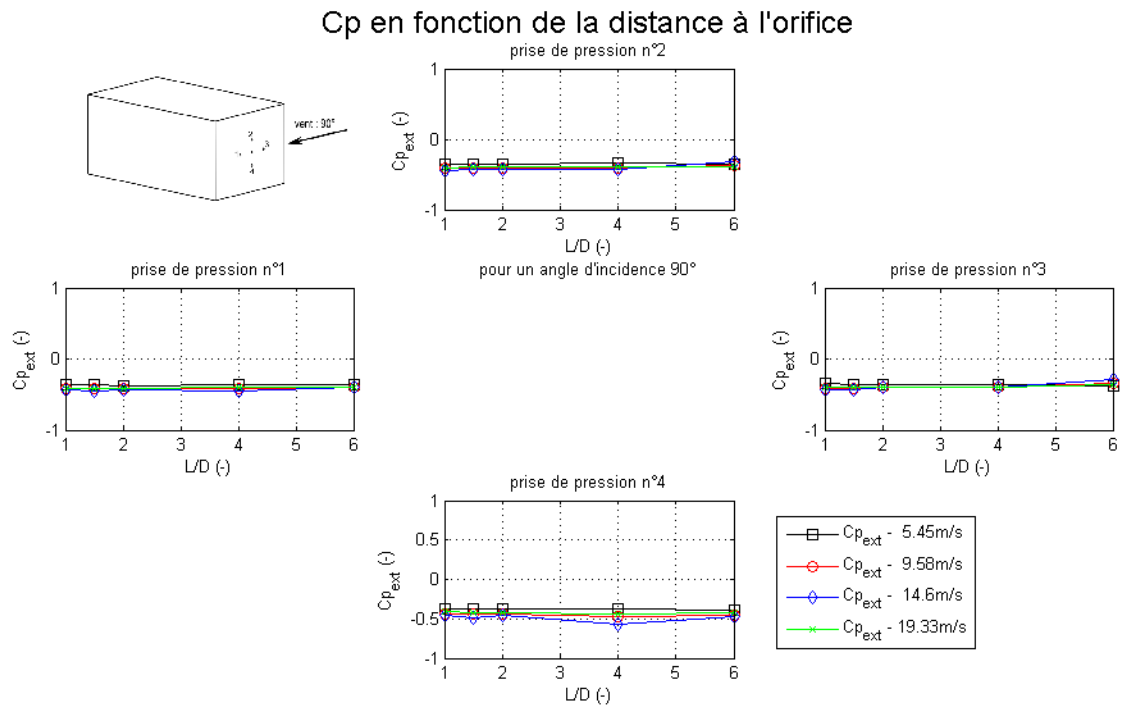 Cp en fonction de la distance à l'orifice
prise de pression n°2
vent : 90°
2
3
1
4
1
0
-1
Cp_ext (-)
1 2 3 4 5 6
L/D (-)
prise de pression n°1
1
0
-1
Cp_ext (-)
1 2 3 4 5 6
L/D (-)
pour un angle d'incidence 90°
prise de pression n°3
1
0
-1
Cp_ext (-)
1 2 3 4 5 6
L/D (-)
prise de pression n°4
1
0.5
0
-0.5
-1
Cp_ext (-)
1 2 3 4 5 6
L/D (-)
Cp_ext - 5.45m/s
Cp_ext - 9.58m/s
Cp_ext - 14.6m/s
Cp_ext - 19.33m/s